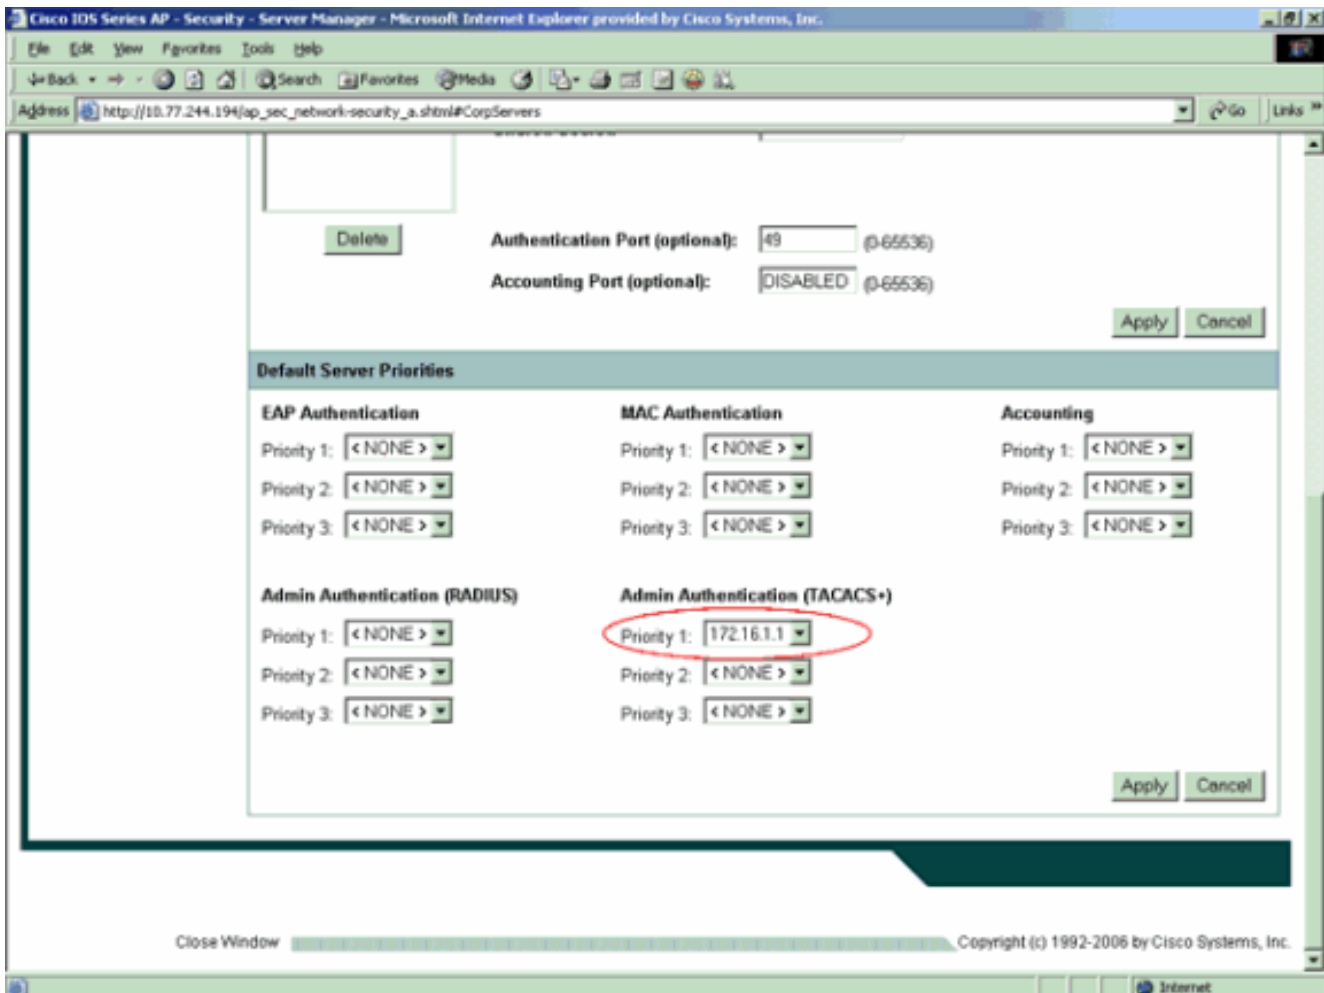 Cisco IOS Series AP - Security - Server Manager - Microsoft Internet Explorer provided by Cisco Systems, Inc.
File Edit View Favorites Tools Help
Back Search Favorites Media
Address http://10.77.244.194/ap_sec_network-security_a.shtml#CorpServers Go Links »
Delete
Authentication Port (optional): 49 (0-65536)
Accounting Port (optional): DISABLED (0-65536)
Apply Cancel
Default Server Priorities
EAP Authentication MAC Authentication Accounting
Priority 1: < NONE > Priority 1: < NONE > Priority 1: < NONE >
Priority 2: < NONE > Priority 2: < NONE > Priority 2: < NONE >
Priority 3: < NONE > Priority 3: < NONE > Priority 3: < NONE >
Admin Authentication (RADIUS) Admin Authentication (TACACS+)
Priority 1: < NONE > Priority 1: 172.16.1.1
Priority 2: < NONE > Priority 2: < NONE >
Priority 3: < NONE > Priority 3: < NONE >
Apply Cancel
Close Window Copyright (c) 1992-2006 by Cisco Systems, Inc.
Internet